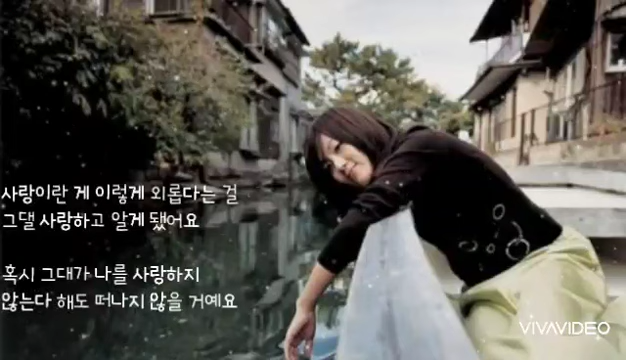 사랑이란 게 이렇게 외롭다는 걸
그댈 사랑하고 알게 됐어요
혹시 그대가 나를 사랑하지
않는다 해도 떠나지 않을 거예요
VIVAVIDEO